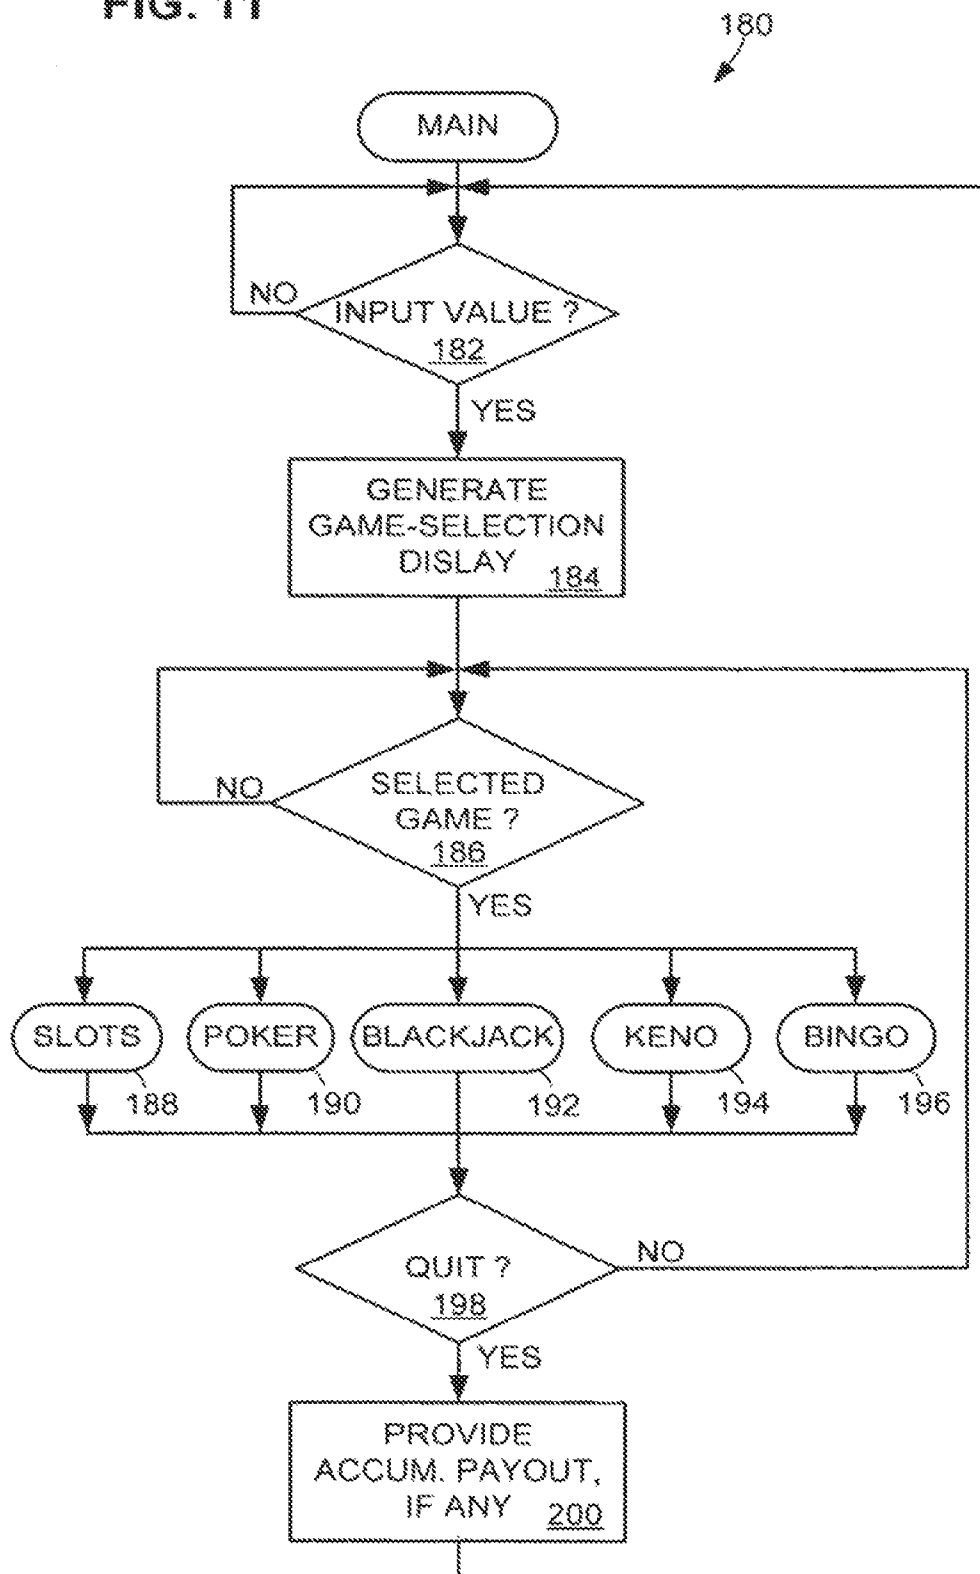 FIG. 11
180
MAIN
NO
INPUT VALUE ?
182
YES
GENERATE
GAME-SELECTION
DISLAY
184
NO
SELECTED
GAME ?
186
YES
SLOTS
POKER
BLACKJACK
KENO
BINGO
188
190
192
194
196
QUIT ?
198
NO
YES
PROVIDE
ACCUM. PAYOUT,
IF ANY
200